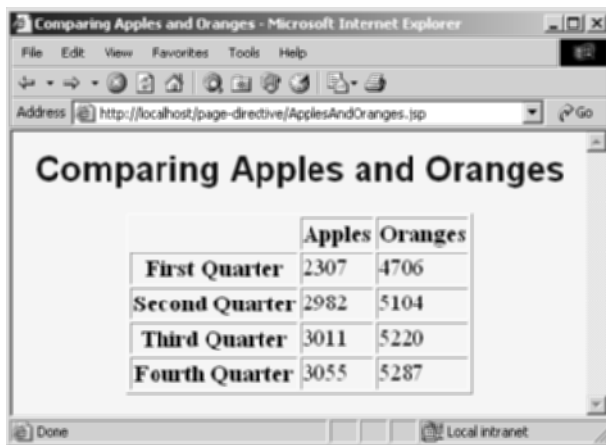 Comparing Apples and Oranges - Microsoft Internet Explorer
File Edit View Favorites Tools Help
Address http://localhost/page-directive/ApplesAndOranges.jsp Go
Comparing Apples and Oranges
Apples Oranges
First Quarter 2307 4706
Second Quarter 2982 5104
Third Quarter 3011 5220
Fourth Quarter 3055 5287
Done Local intranet